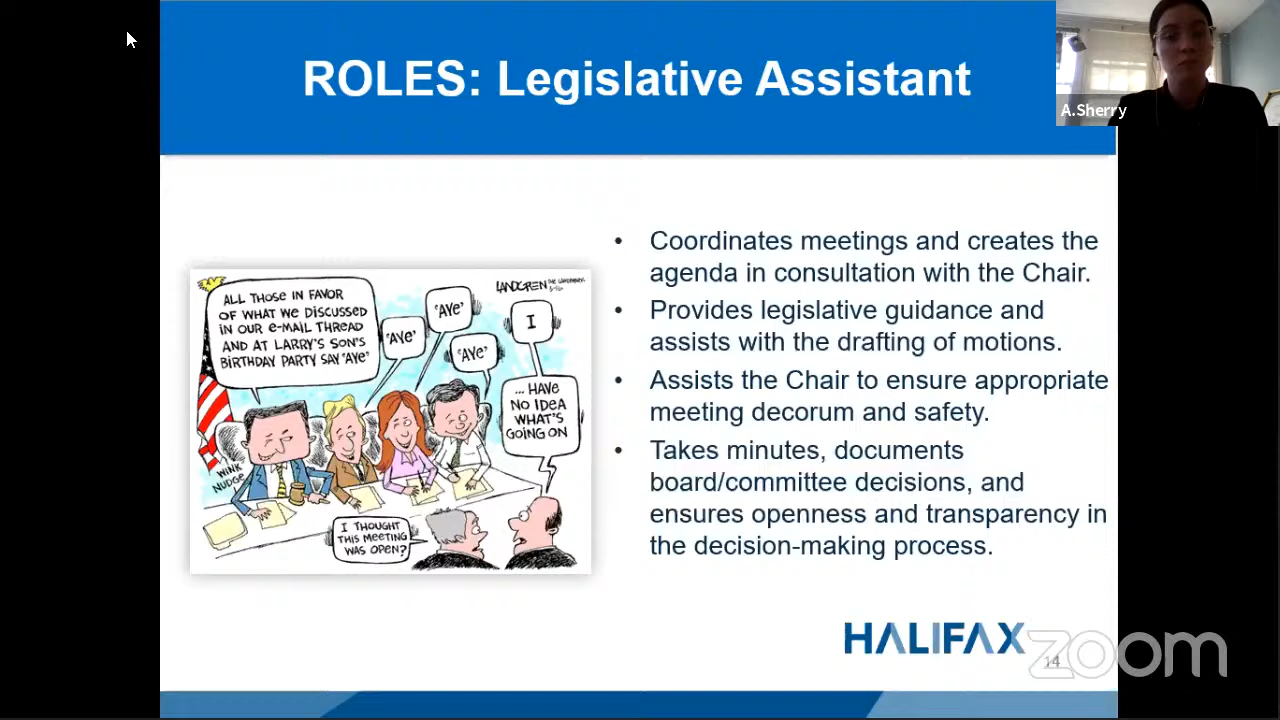 ROLES: Legislative Assistant
A.Sherry
ALL THOSE IN FAVOR
OF WHAT WE DISCUSSED
IN OUR E-MAIL THREAD
AND AT LARRY'S SON'S
BIRTHDAY PARTY SAY 'AYE'
'AYE'
'AYE'
'AYE'
LANDGREN
I
... HAVE
NO IDEA
WHAT'S
GOING ON
WINK
NUDGE
I THOUGHT
THIS MEETING
WAS OPEN?
• Coordinates meetings and creates the
agenda in consultation with the Chair.
• Provides legislative guidance and
assists with the drafting of motions.
• Assists the Chair to ensure appropriate
meeting decorum and safety.
• Takes minutes, documents
board/committee decisions, and
ensures openness and transparency in
the decision-making process.
HALIFAX
14
zoom